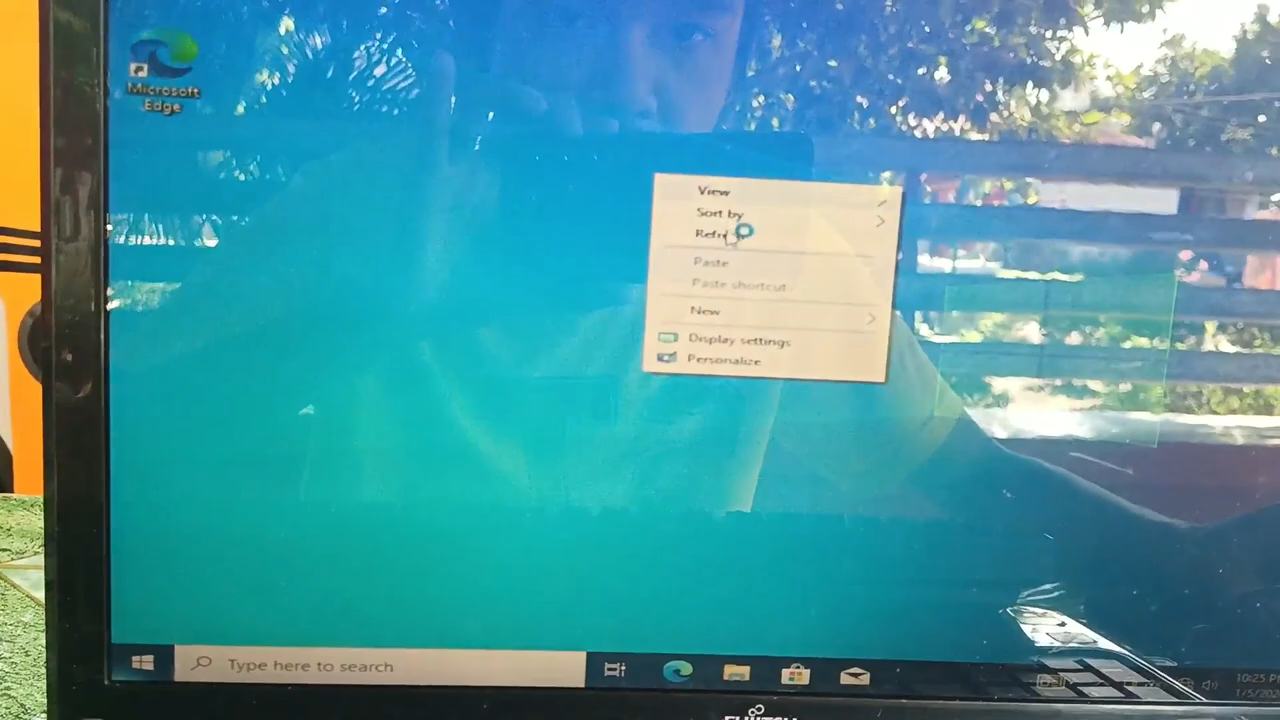 Microsoft
Edge
View
Sort by
Paste
Paste shortcut
New
Display settings
Personalize
Type here to search
10:25